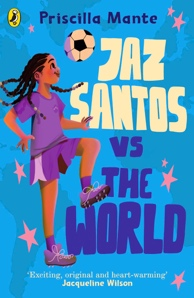 Priscilla Mante
JAZ
SANTOS
VS
THE
WORLD
'Exciting, original and heart-warming'
Jacqueline Wilson